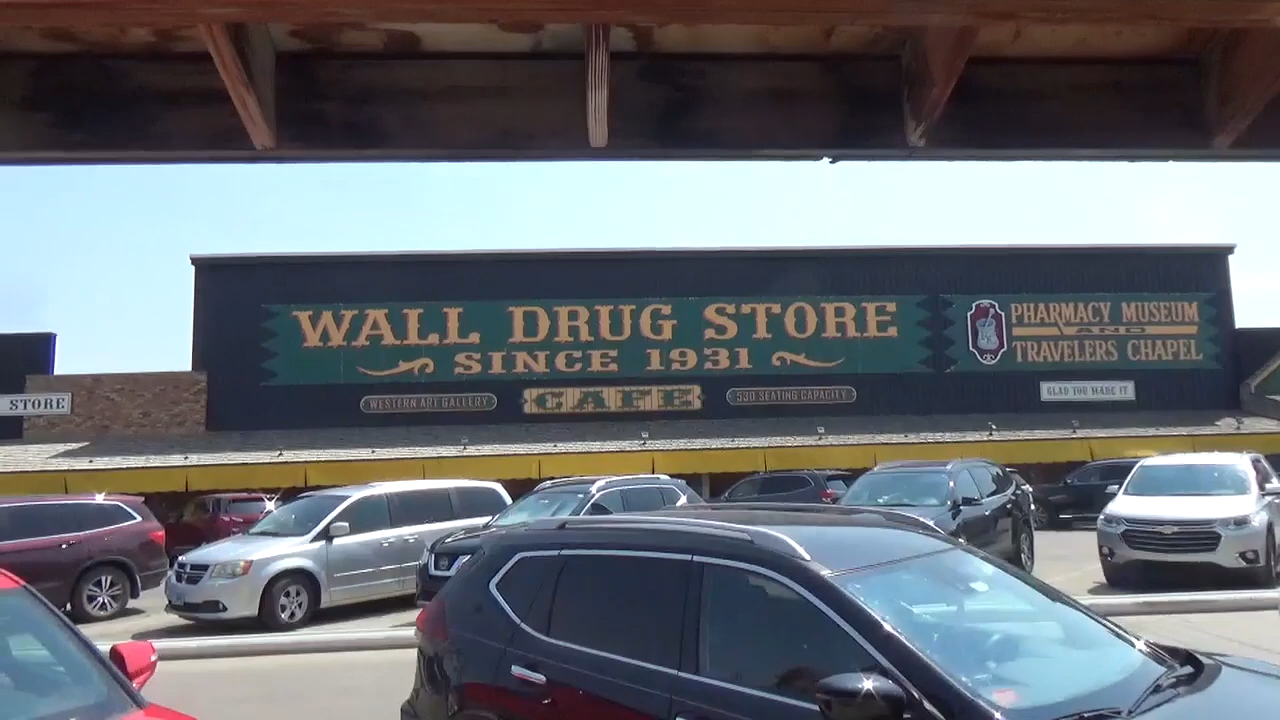 WALL DRUG STORE
SINCE 1931
PHARMACY MUSEUM
AND
TRAVELERS CHAPEL
WESTERN ART GALLERY
CAFE
530 SEATING CAPACITY
GLAD YOU MADE IT
STORE